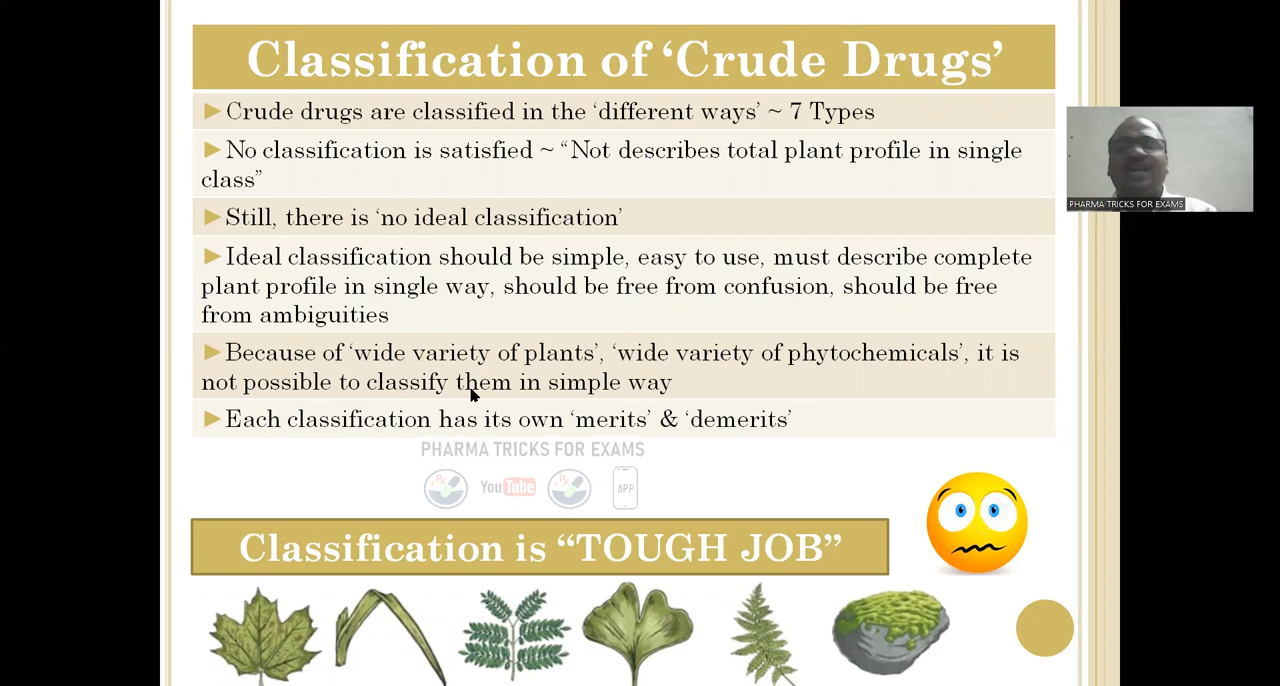 Classification of ‘Crude Drugs’
►Crude drugs are classified in the ‘different ways’ ~ 7 Types
►No classification is satisfied ~ “Not describes total plant profile in single
class”
►Still, there is ‘no ideal classification’
►Ideal classification should be simple, easy to use, must describe complete
plant profile in single way, should be free from confusion, should be free
from ambiguities
►Because of ‘wide variety of plants’, ‘wide variety of phytochemicals’, it is
not possible to classify them in simple way
►Each classification has its own ‘merits’ & ‘demerits’
PHARMA TRICKS FOR EXAMS
Rx YouTube Rx APP
Classification is “TOUGH JOB”
PHARMA TRICKS FOR EXAMS